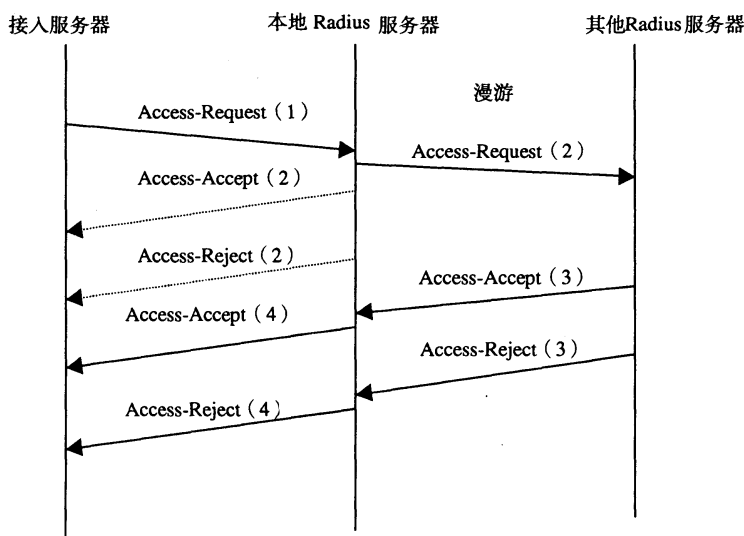 接入服务器
本地 Radius 服务器
其他Radius服务器
漫游
Access-Request（1）
Access-Request（2）
Access-Accept（2）
Access-Reject（2）
Access-Accept（3）
Access-Accept（4）
Access-Reject（3）
Access-Reject（4）